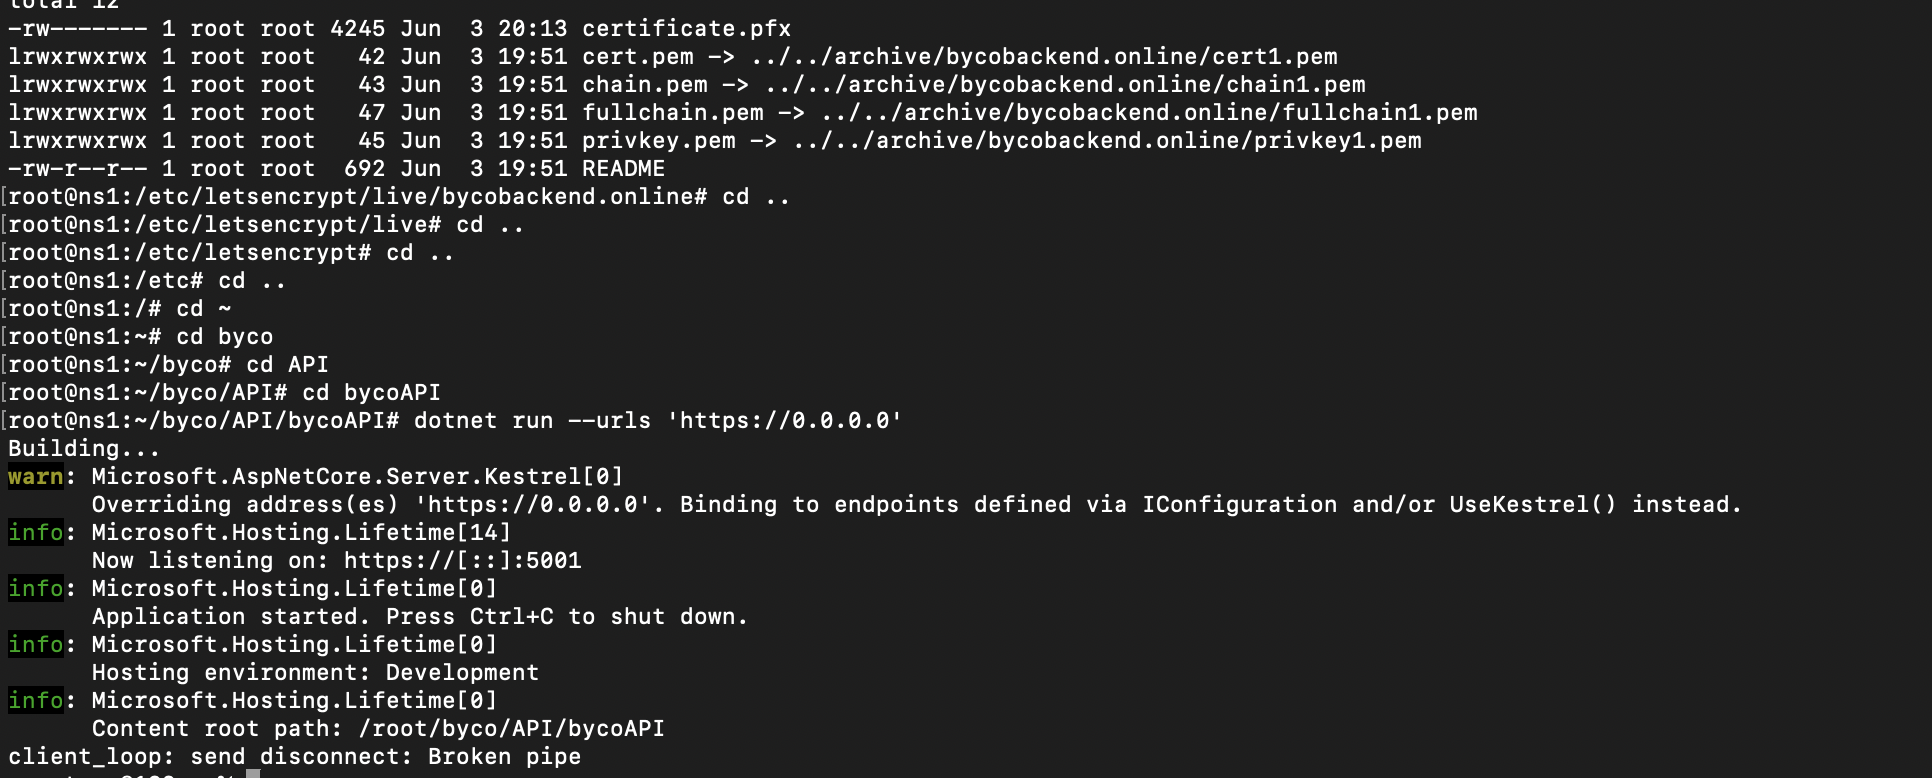 total 12
-rw------- 1 root root 4245 Jun  3 20:13 certificate.pfx
lrwxrwxrwx 1 root root   42 Jun  3 19:51 cert.pem -> ../../archive/bycobackend.online/cert1.pem
lrwxrwxrwx 1 root root   43 Jun  3 19:51 chain.pem -> ../../archive/bycobackend.online/chain1.pem
lrwxrwxrwx 1 root root   47 Jun  3 19:51 fullchain.pem -> ../../archive/bycobackend.online/fullchain1.pem
lrwxrwxrwx 1 root root   45 Jun  3 19:51 privkey.pem -> ../../archive/bycobackend.online/privkey1.pem
-rw-r--r-- 1 root root  692 Jun  3 19:51 README
[root@ns1:/etc/letsencrypt/live/bycobackend.online# cd ..
[root@ns1:/etc/letsencrypt/live# cd ..
[root@ns1:/etc/letsencrypt# cd ..
[root@ns1:/etc# cd ..
[root@ns1:/# cd ~
[root@ns1:~# cd byco
[root@ns1:~/byco# cd API
[root@ns1:~/byco/API# cd bycoAPI
[root@ns1:~/byco/API/bycoAPI# dotnet run --urls 'https://0.0.0.0'
Building...
warn: Microsoft.AspNetCore.Server.Kestrel[0]
      Overriding address(es) 'https://0.0.0.0'. Binding to endpoints defined via IConfiguration and/or UseKestrel() instead.
info: Microsoft.Hosting.Lifetime[14]
      Now listening on: https://[::]:5001
info: Microsoft.Hosting.Lifetime[0]
      Application started. Press Ctrl+C to shut down.
info: Microsoft.Hosting.Lifetime[0]
      Hosting environment: Development
info: Microsoft.Hosting.Lifetime[0]
      Content root path: /root/byco/API/bycoAPI
client_loop: send disconnect: Broken pipe